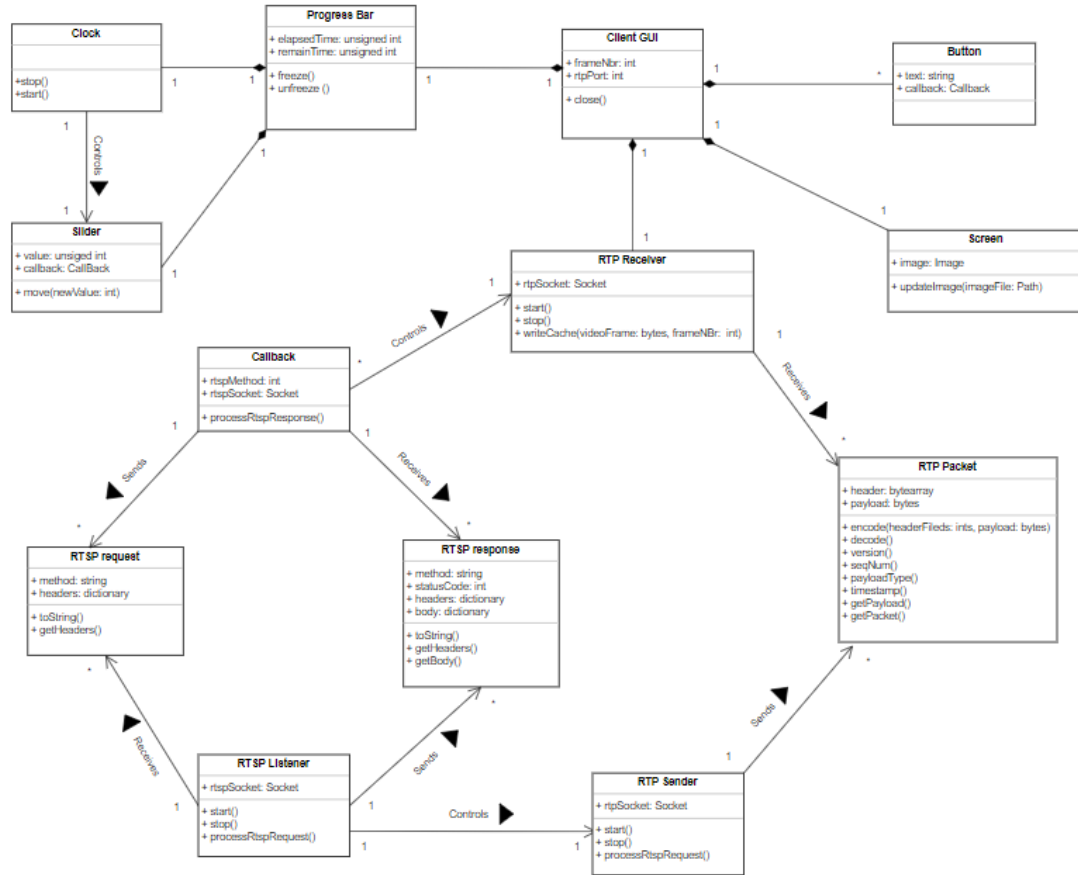 Clock
+stop()
+start()
Progress Bar
+ elapsedTime: unsigned int
+ remainTime: unsigned int
+ freeze()
+ unfreeze ()
Client GUI
+ frameNbr: int
+ rtpPort: int
+ close()
Button
+ text: string
+ callback: Callback
1
1
1
1
1
*
1
1
1
1
Controls
1
1
1
1
1
Slider
+ value: unsiged int
+ callback: CallBack
+ move(newValue: int)
RTP Receiver
+ rtpSocket: Socket
+ start()
+ stop()
+ writeCache(videoFrame: bytes, frameNBr: int)
Screen
+ image: Image
+ updateImage(imageFile: Path)
Controls
1
*
1
Receives
*
Callback
+ rtspMethod: int
+ rtspSocket: Socket
+ processRtspResponse()
1
1
Sends
Receives
*
*
RTP Packet
+ header: bytearray
+ payload: bytes
+ encode(headerFileds: ints, payload: bytes)
+ decode()
+ version()
+ seqNum()
+ payloadType()
+ timestamp()
+ getPayload()
+ getPacket()
RTSP request
+ method: string
+ headers: dictionary
+ toString()
+ getHeaders()
RTSP response
+ method: string
+ statusCode: int
+ headers: dictionary
+ body: dictionary
+ toString()
+ getHeaders()
+ getBody()
*
*
*
Receives
Sends
Sends
1
1
1
RTSP Listener
+ rtspSocket: Socket
+ start()
+ stop()
+ processRtspRequest()
Controls
1
1
RTP Sender
+ rtpSocket: Socket
+ start()
+ stop()
+ processRtspRequest()